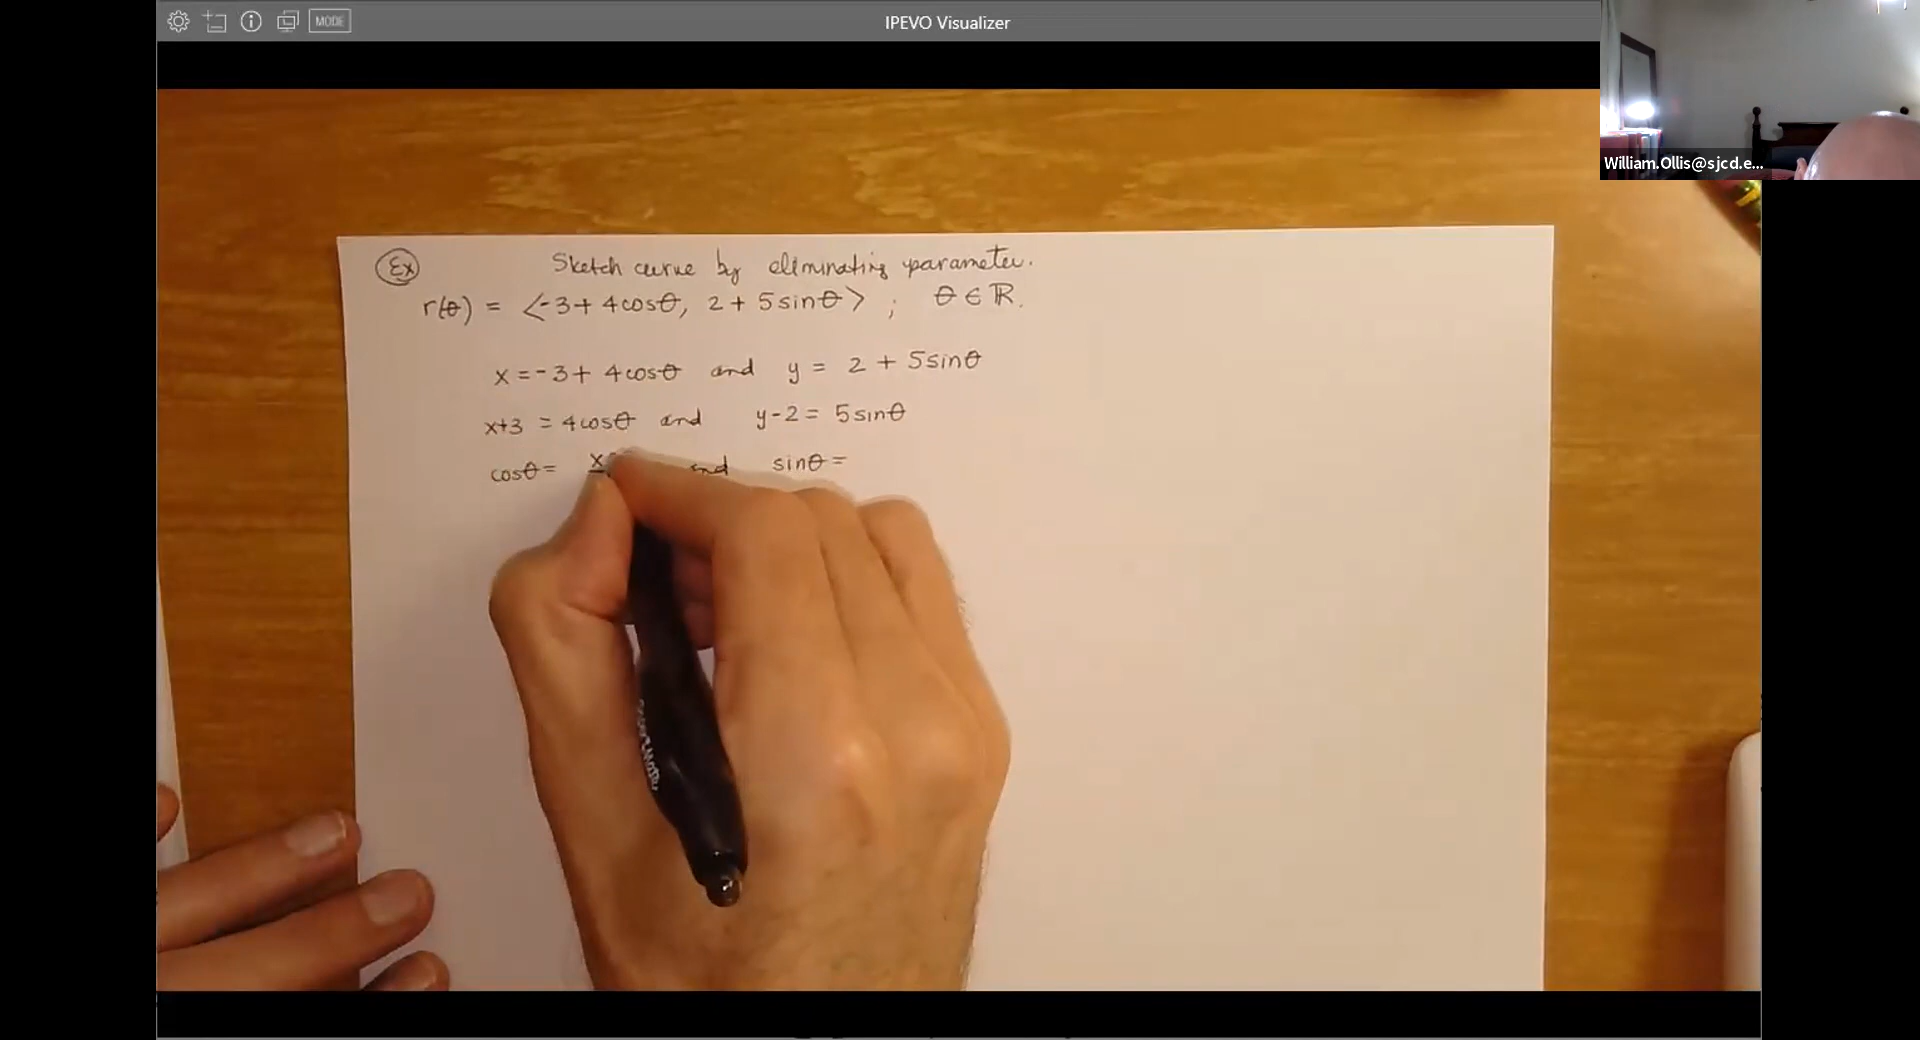 MODE
IPEVO Visualizer
William.Ollis@sjcd.e...
Ex Sketch curve by eliminating parameter.
r(θ) = <-3+4cosθ, 2+5sinθ> ; θ∈ℝ.
x=-3+4cosθ and y = 2 + 5sinθ
x+3 = 4cosθ and y-2 = 5sinθ
cosθ= x and sinθ=